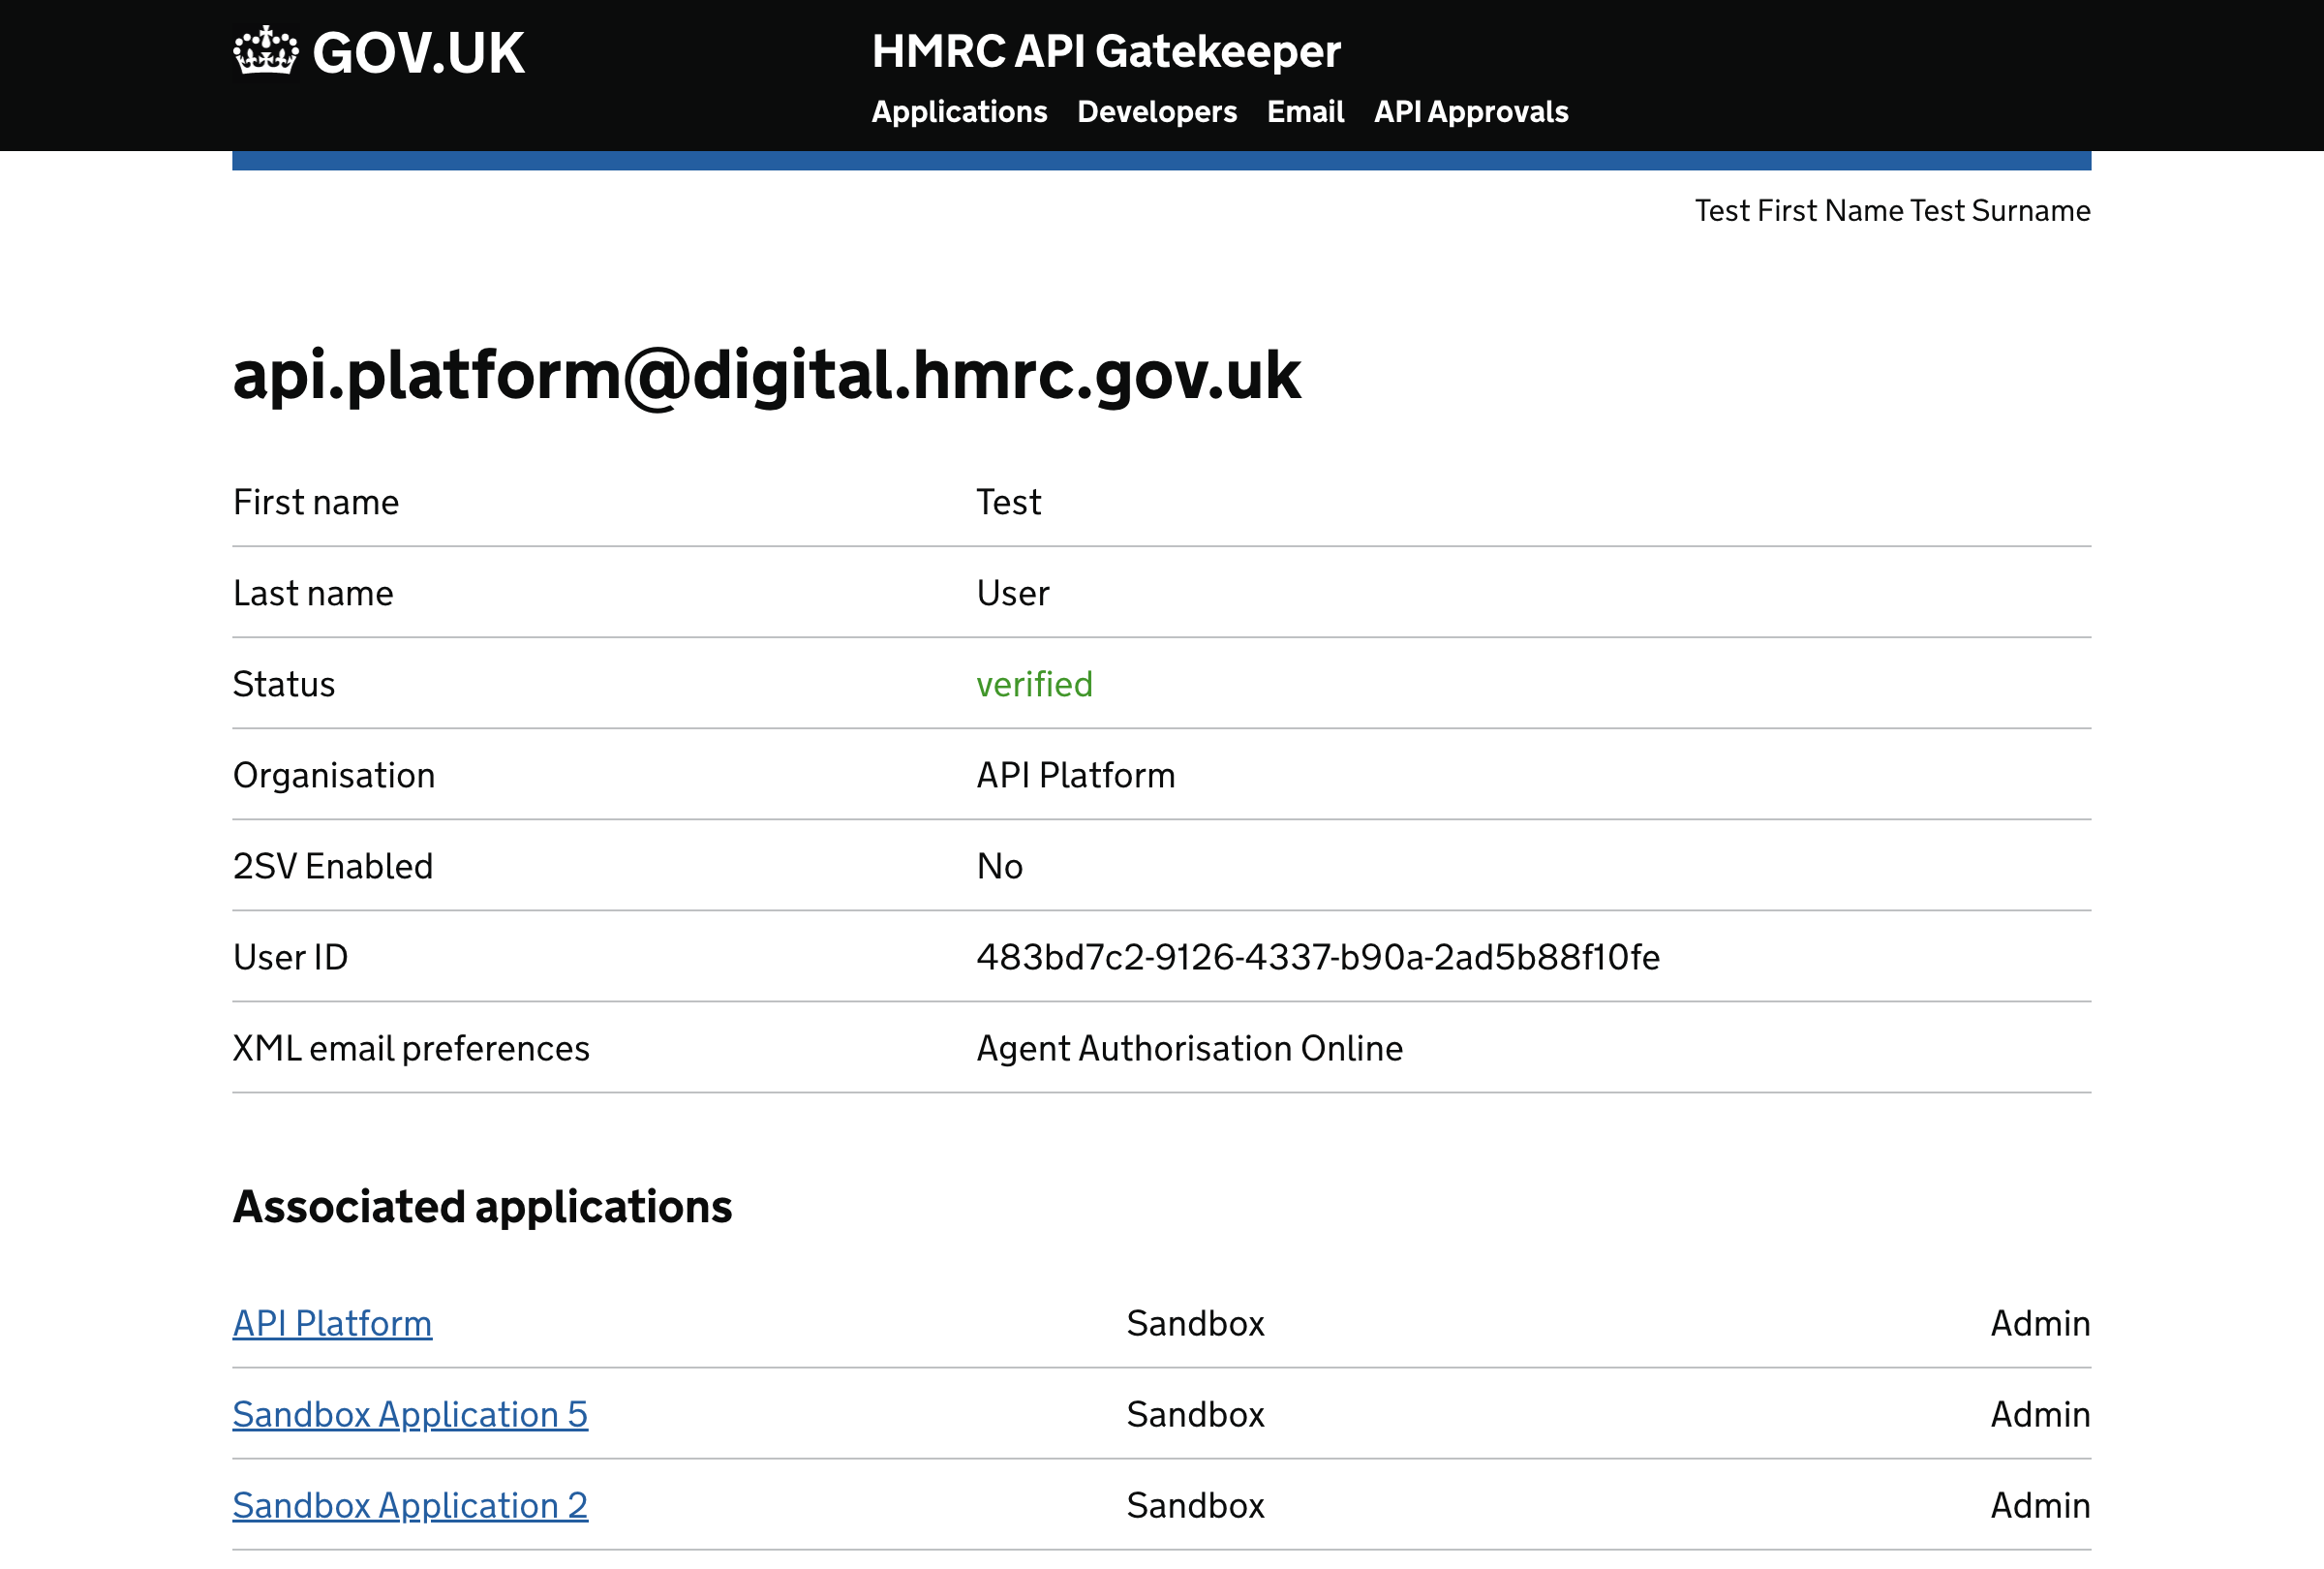 GOV.UK
HMRC API Gatekeeper
Applications Developers Email API Approvals
Test First Name Test Surname
api.platform@digital.hmrc.gov.uk
First name Test
Last name User
Status verified
Organisation API Platform
2SV Enabled No
User ID 483bd7c2-9126-4337-b90a-2ad5b88f10fe
XML email preferences Agent Authorisation Online
Associated applications
API Platform Sandbox Admin
Sandbox Application 5 Sandbox Admin
Sandbox Application 2 Sandbox Admin